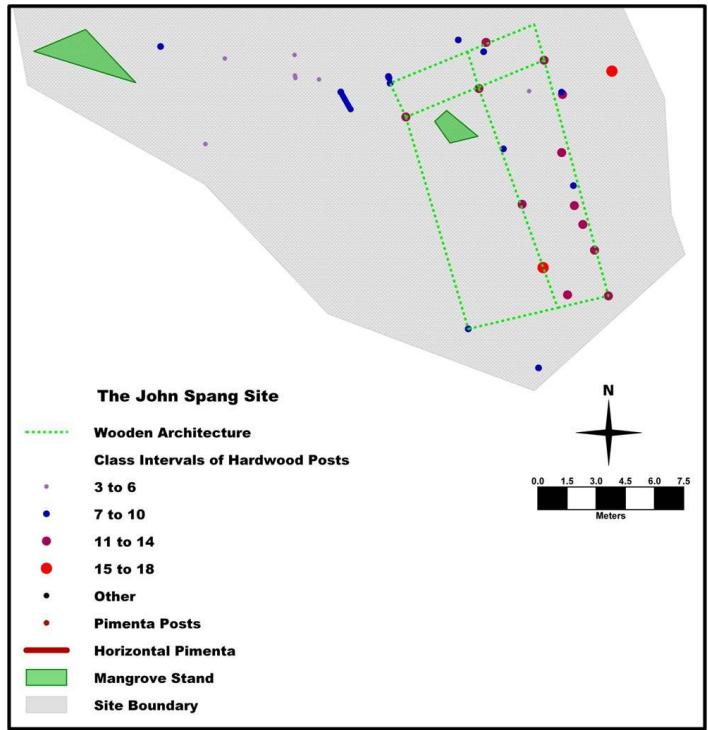 The John Spang Site
Wooden Architecture
Class Intervals of Hardwood Posts
3 to 6
7 to 10
11 to 14
15 to 18
Other
Pimenta Posts
Horizontal Pimenta
Mangrove Stand
Site Boundary
N
0.0 1.5 3.0 4.5 6.0 7.5
Meters